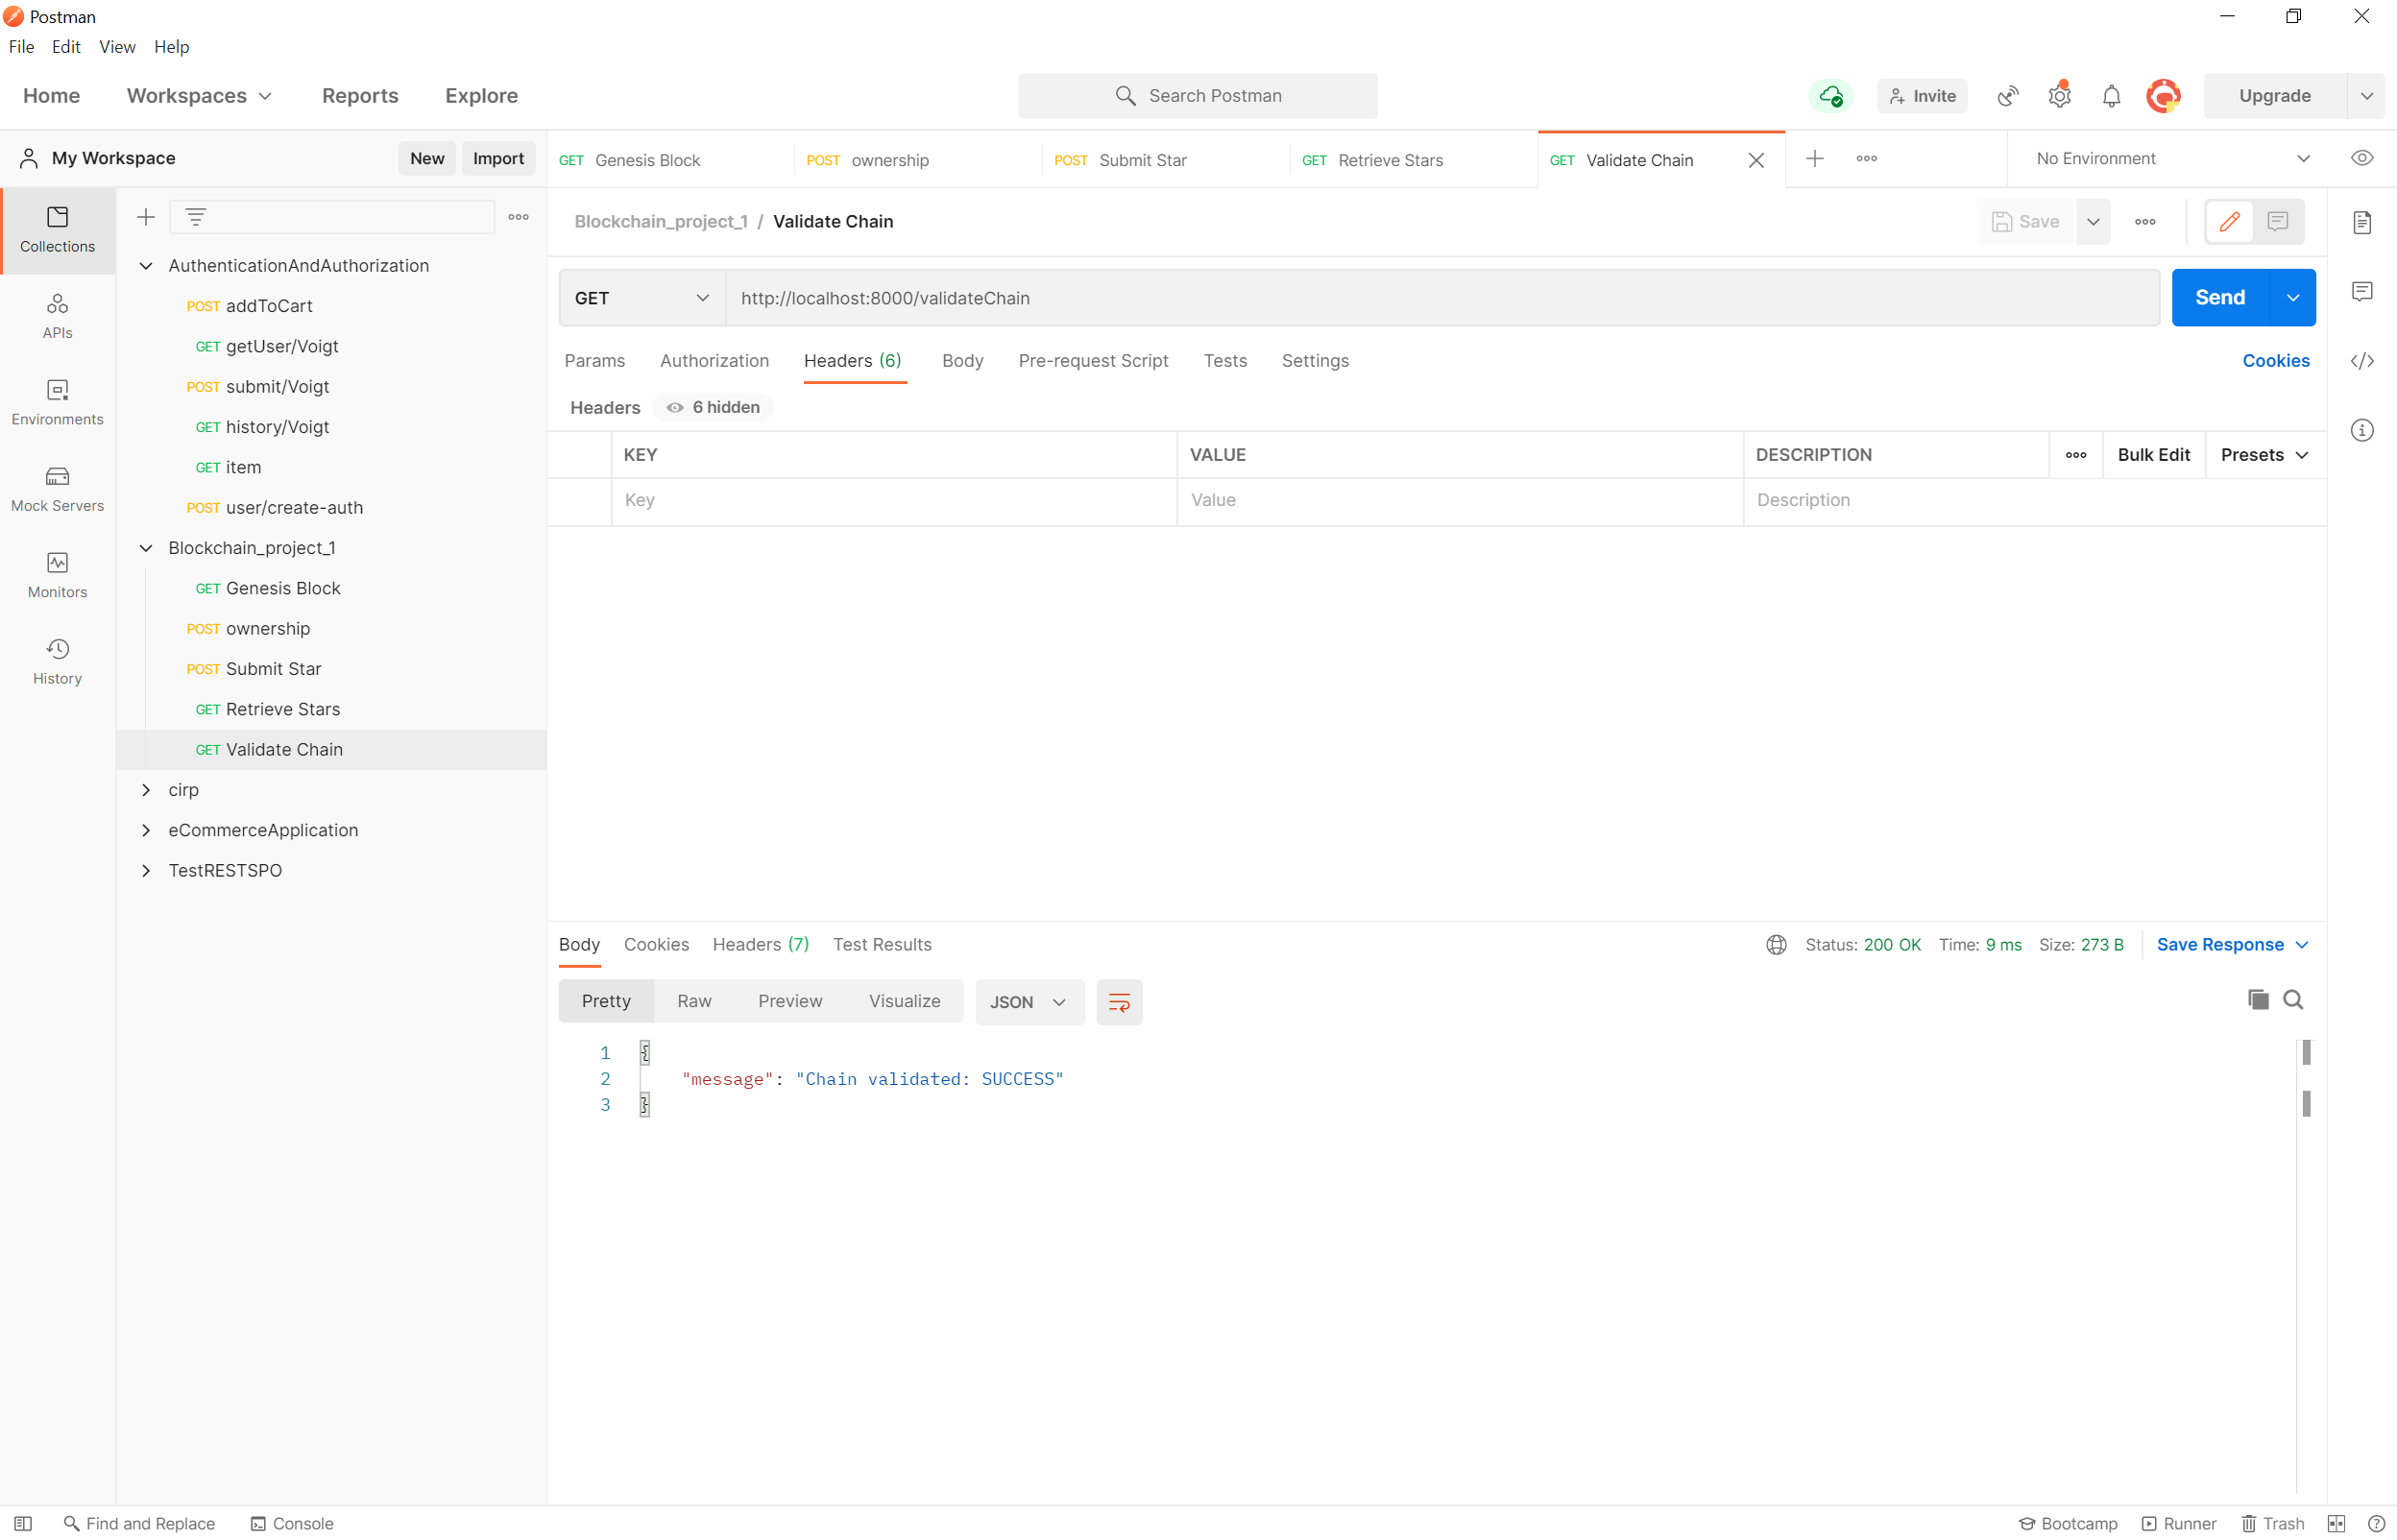 Postman
File Edit View Help
Home Workspaces Reports Explore Search Postman Invite Upgrade
My Workspace New Import
GET Genesis Block POST ownership POST Submit Star GET Retrieve Stars GET Validate Chain No Environment
Collections
APIs
Environments
Mock Servers
Monitors
History
AuthenticationAndAuthorization
POST addToCart
GET getUser/Voigt
POST submit/Voigt
GET history/Voigt
GET item
POST user/create-auth
Blockchain_project_1
GET Genesis Block
POST ownership
POST Submit Star
GET Retrieve Stars
GET Validate Chain
cirp
eCommerceApplication
TestRESTSPO
Blockchain_project_1 / Validate Chain Save
GET http://localhost:8000/validateChain Send
Params Authorization Headers (6) Body Pre-request Script Tests Settings Cookies
Headers 6 hidden
KEY VALUE DESCRIPTION Bulk Edit Presets
Key Value Description
Body Cookies Headers (7) Test Results Status: 200 OK Time: 9 ms Size: 273 B Save Response
Pretty Raw Preview Visualize JSON
1 {
2 "message": "Chain validated: SUCCESS"
3 }
Find and Replace Console Bootcamp Runner Trash